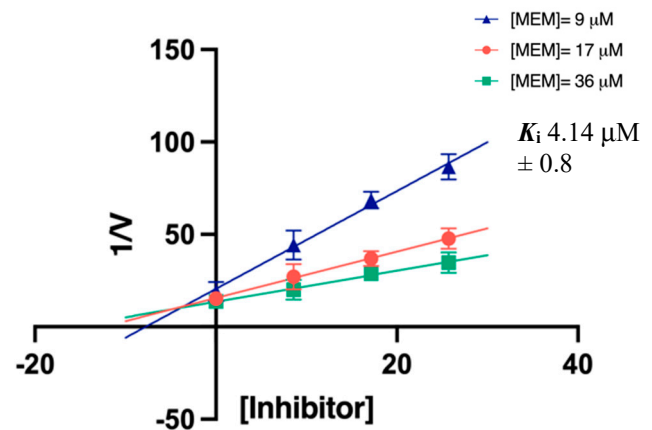 [MEM]= 9 μM
[MEM]= 17 μM
[MEM]= 36 μM
Ki 4.14 μM
± 0.8
150
100
50
-50
-20
20
40
1/V
[Inhibitor]